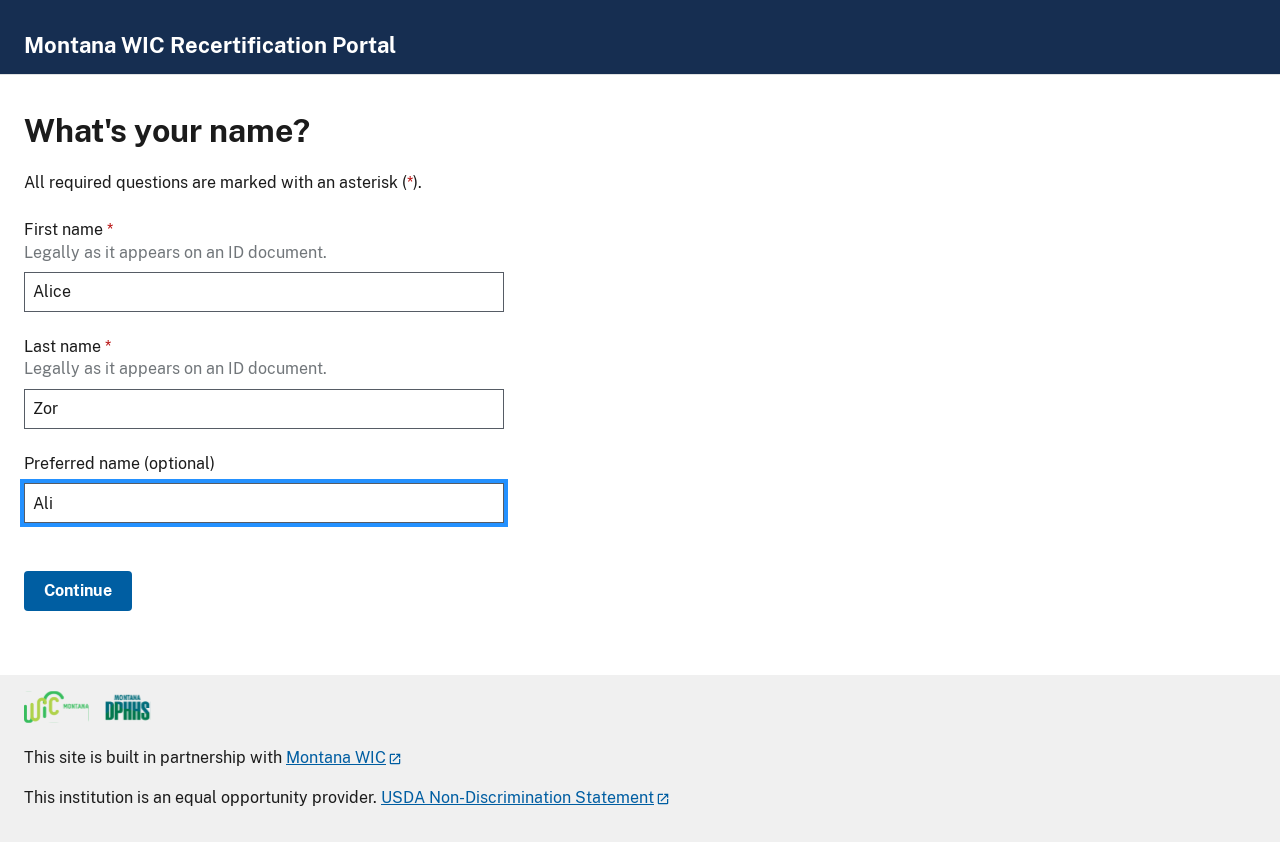 Montana WIC Recertification Portal
What's your name?
All required questions are marked with an asterisk (*).
First name *
Legally as it appears on an ID document.
Alice
Last name *
Legally as it appears on an ID document.
Zor
Preferred name (optional)
Ali
Continue
WIC MONTANA
MONTANA
DPHHS
This site is built in partnership with Montana WIC
This institution is an equal opportunity provider. USDA Non-Discrimination Statement